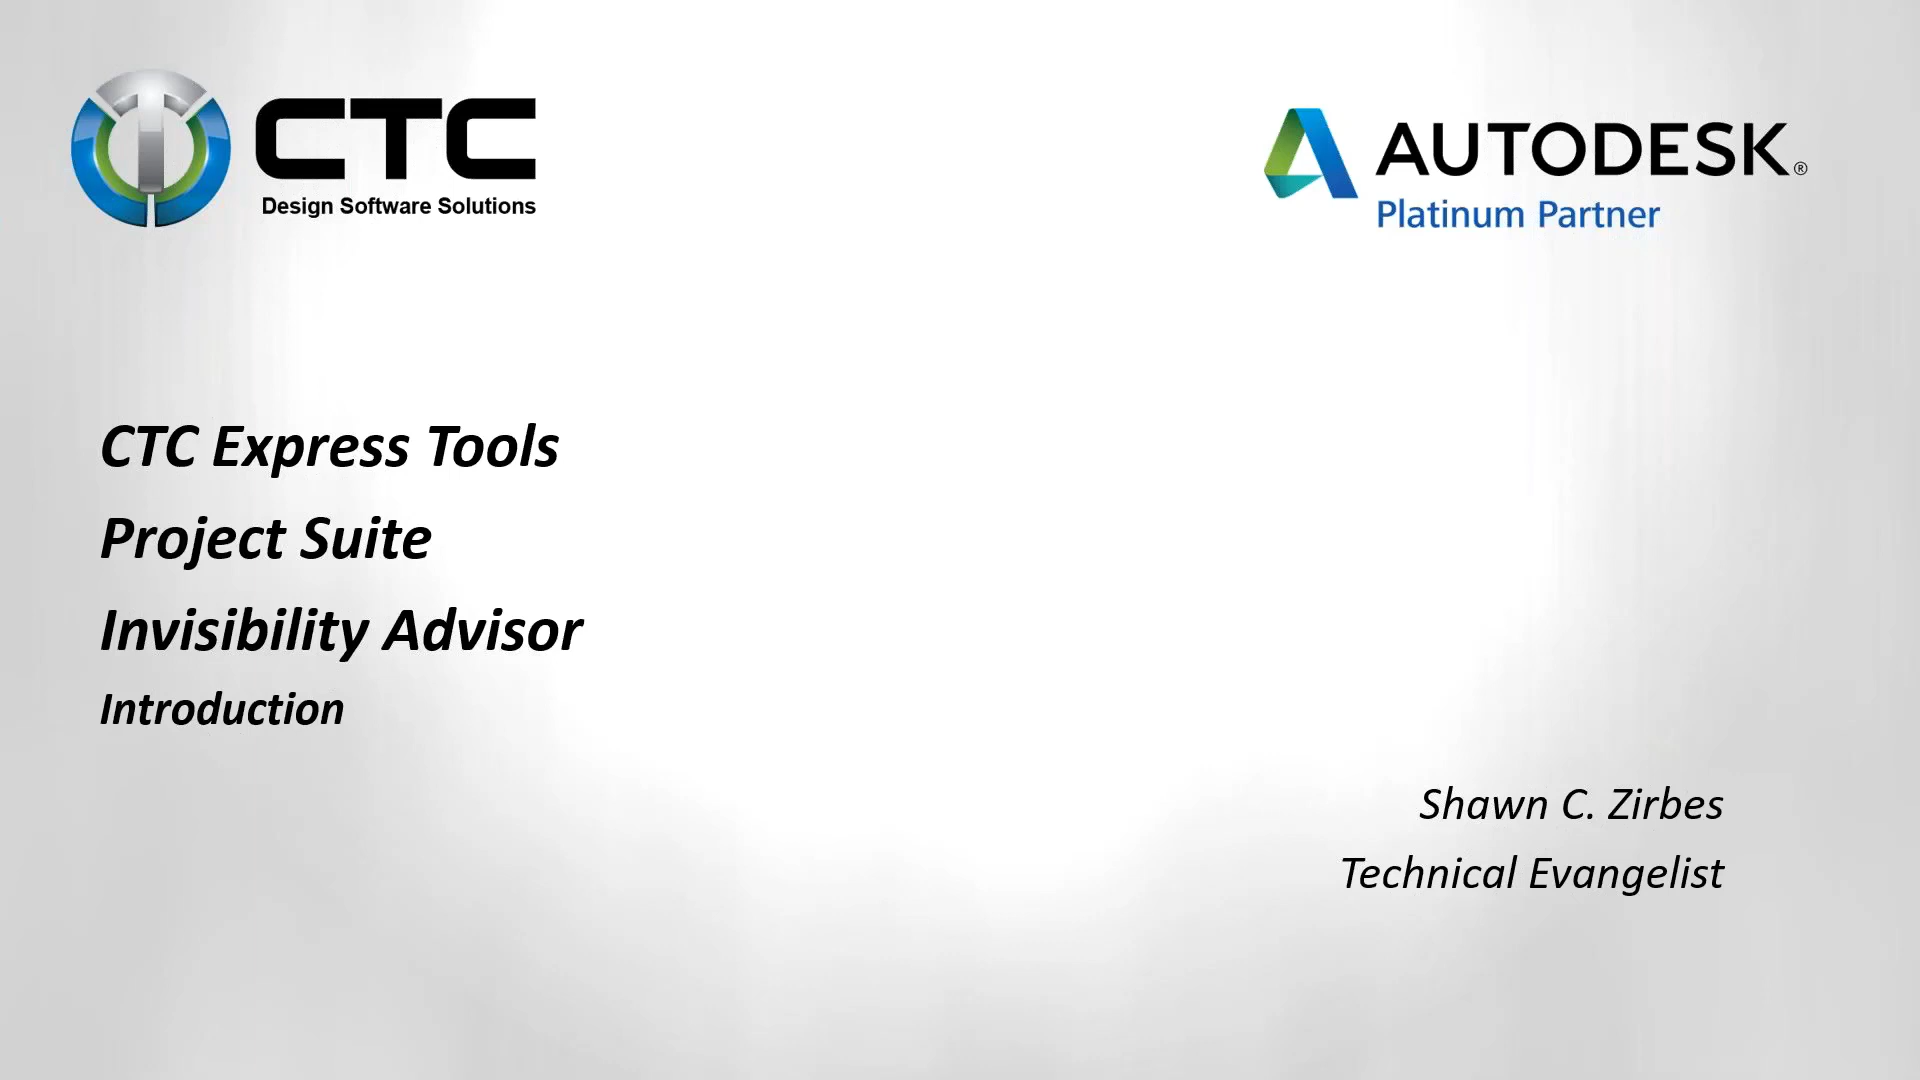 CTC
Design Software Solutions
AUTODESK®
Platinum Partner
CTC Express Tools
Project Suite
Invisibility Advisor
Introduction
Shawn C. Zirbes
Technical Evangelist